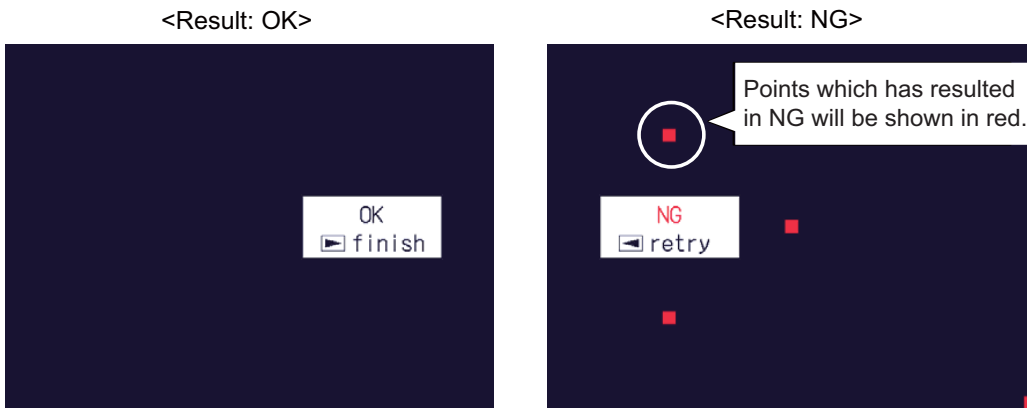 <Result: OK>
<Result: NG>
Points which has resulted
in NG will be shown in red.
OK
finish
NG
retry